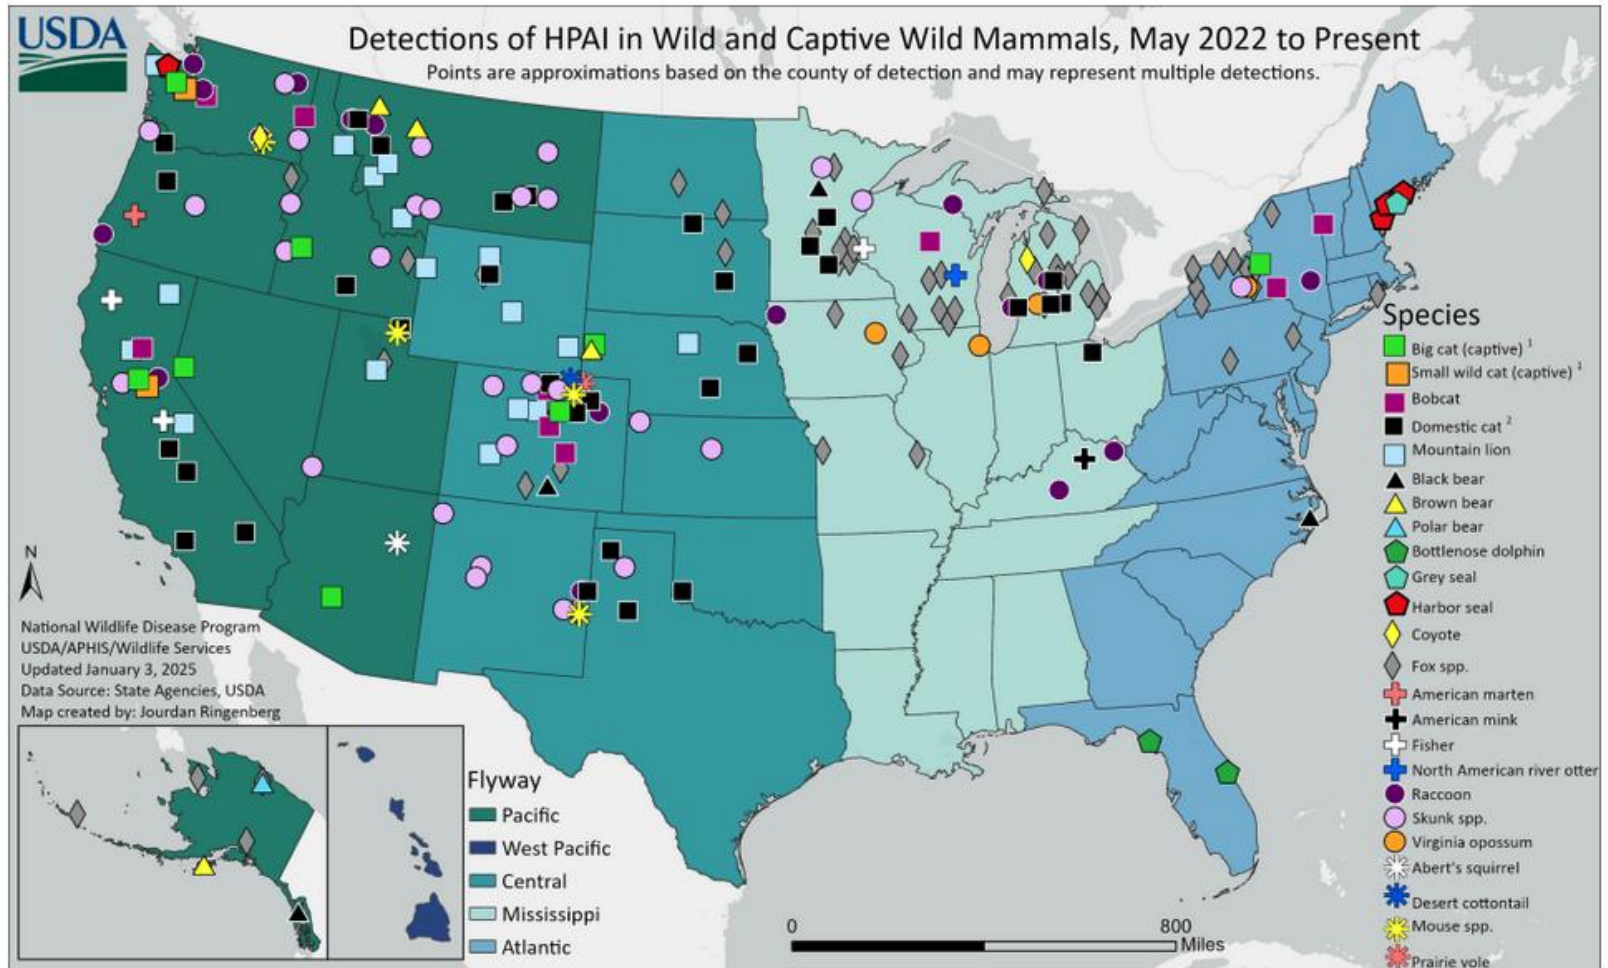 USDA
Detections of HPAI in Wild and Captive Wild Mammals, May 2022 to Present
Points are approximations based on the county of detection and may represent multiple detections.
N
National Wildlife Disease Program
USDA/APHIS/Wildlife Services
Updated January 3, 2025
Data Source: State Agencies, USDA
Map created by: Jourdan Ringenberg
Flyway
Pacific
West Pacific
Central
Mississippi
Atlantic
0 800
Miles
Species
Big cat (captive) 1
Small wild cat (captive) 1
Bobcat
Domestic cat 2
Mountain lion
Black bear
Brown bear
Polar bear
Bottlenose dolphin
Grey seal
Harbor seal
Coyote
Fox spp.
American marten
American mink
Fisher
North American river otter
Raccoon
Skunk spp.
Virginia opossum
Abert's squirrel
Desert cottontail
Mouse spp.
Prairie vole